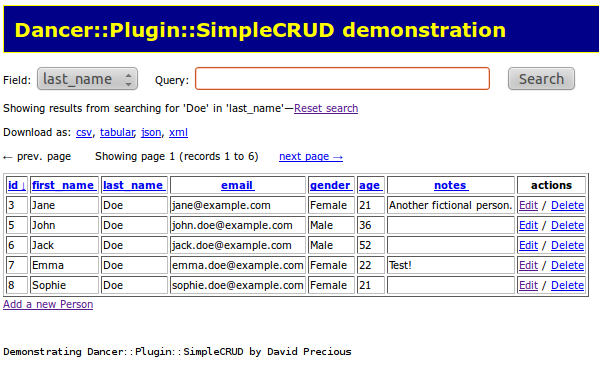 Dancer::Plugin::SimpleCRUD demonstration
Field: last_name Query: Search
Showing results from searching for 'Doe' in 'last_name'—Reset search
Download as: csv, tabular, json, xml
← prev. page Showing page 1 (records 1 to 6) next page →
id ↓ first_name last_name email gender age notes actions
3 Jane Doe jane@example.com Female 21 Another fictional person. Edit / Delete
5 John Doe john.doe@example.com Male 36 Edit / Delete
6 Jack Doe jack.doe@example.com Male 52 Edit / Delete
7 Emma Doe emma.doe@example.com Female 22 Test! Edit / Delete
8 Sophie Doe sophie.doe@example.com Female 21 Edit / Delete
Add a new Person
Demonstrating Dancer::Plugin::SimpleCRUD by David Precious